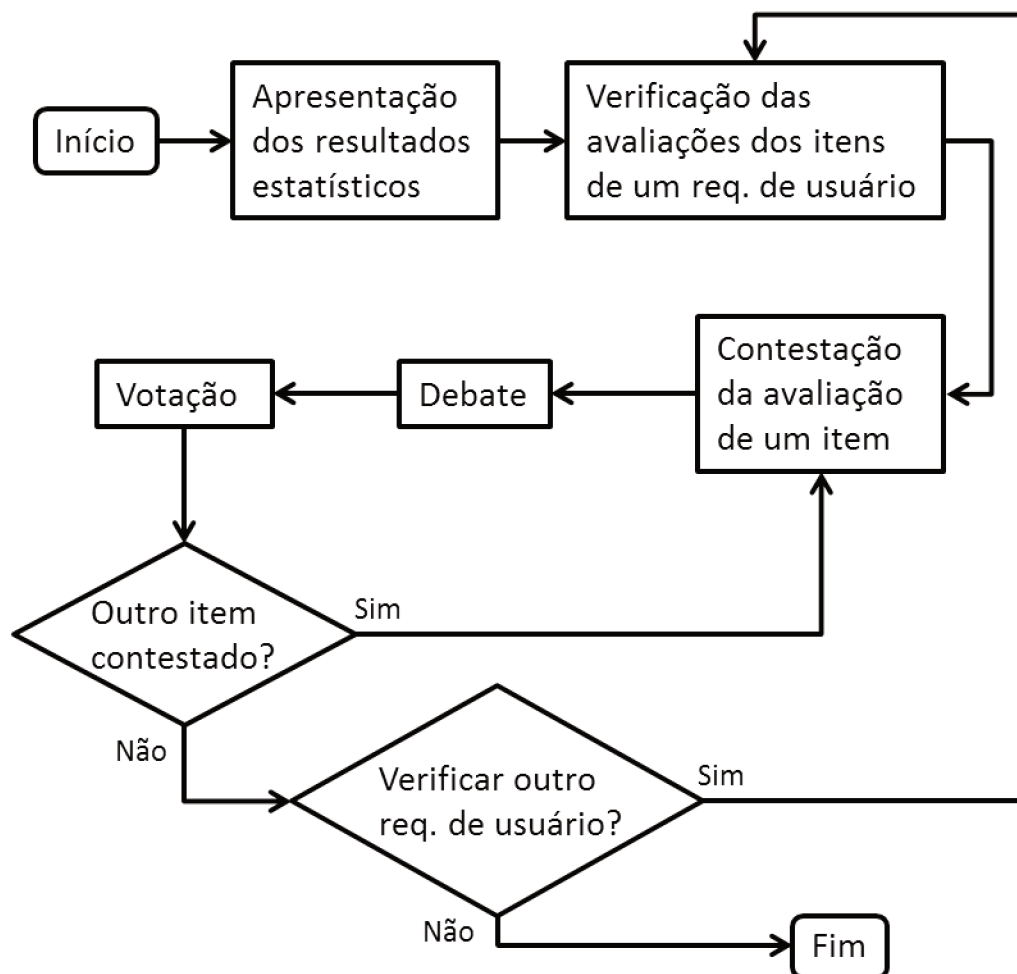 Início
Apresentação
dos resultados
estatísticos
Verificação das
avaliações dos itens
de um req. de usuário
Contestação
da avaliação
de um item
Debate
Votação
Outro item
contestado?
Sim
Não
Verificar outro
req. de usuário?
Sim
Não
Fim